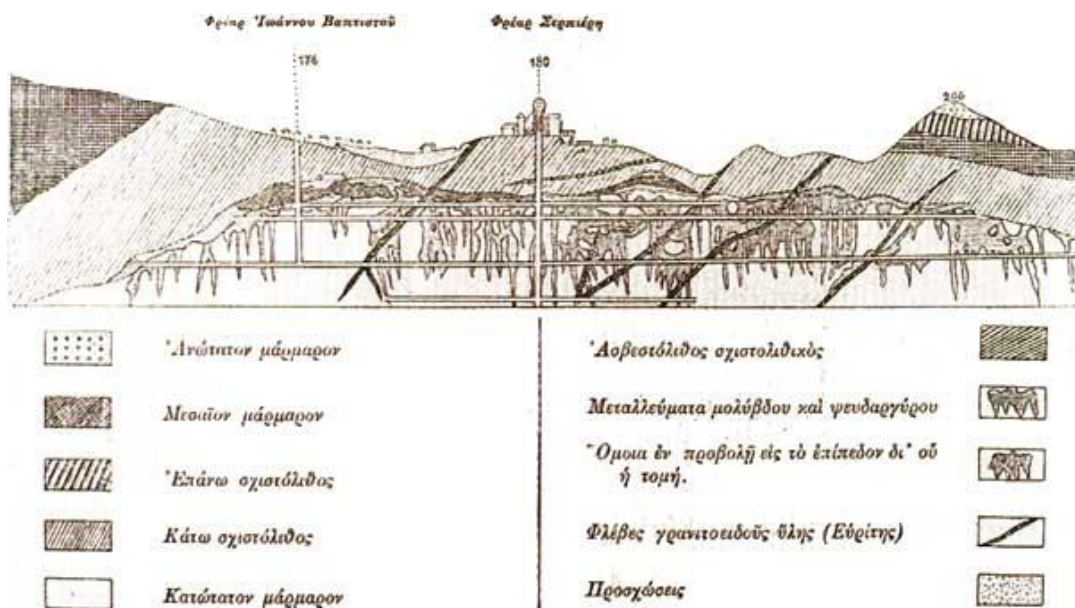 Φρέαρ Ἰωάννου Βαπτιστοῦ
Φρέαρ Σερπιέρη
176
180
200
Ἀνώτατον μάρμαρον
Μεσαῖον μάρμαρον
Ἐπάνω σχιστόλιθος
Κάτω σχιστόλιθος
Κατώτατον μάρμαρον
Ἀσβεστόλιθος σχιστολιθικὸς
Μεταλλεύματα μολύβδου καὶ ψευδαργύρου
Ὅμοια ἐν προβολῇ εἰς τὸ ἐπίπεδον δι' οὗ
ἡ τομή.
Φλέβες γρανιτοειδοῦς ὕλης (Εὑρίτης)
Προσχώσεις